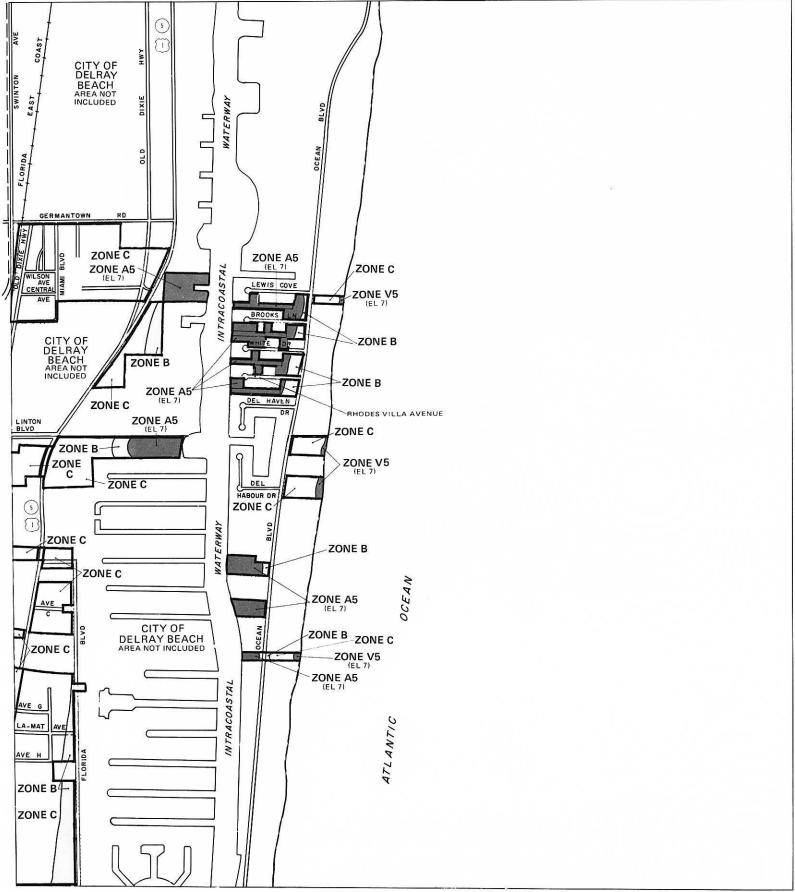 SWINTON AVE
FLORIDA EAST COAST
CITY OF
DELRAY
BEACH
AREA NOT
INCLUDED
5
1
OLD DIXIE HWY
WATERWAY
OCEAN BLVD
GERMANTOWN RD
OLD DIXIE HWY
WILSON
AVE
CENTRAL
AVE
MIAMI BLVD
ZONE C
ZONE A5
(EL 7)
INTRACOASTAL
ZONE A5
(EL 7)
LEWIS COVE
BROOKS LN
WHITE DR
ZONE C
ZONE V5
(EL 7)
ZONE B
CITY OF
DELRAY
BEACH
AREA NOT
INCLUDED
ZONE B
ZONE C
ZONE A5
(EL 7)
ZONE B
DEL HAVEN
DR
RHODES VILLA AVENUE
LINTON
BLVD
ZONE A5
(EL 7)
ZONE B
ZONE
C
ZONE C
ZONE C
ZONE V5
(EL 7)
DEL
HABOUR DR
ZONE C
5
1
BLVD
WATERWAY
ZONE C
ZONE C
ZONE B
AVE
C
ZONE A5
(EL 7)
OCEAN
ZONE C
BLVD
CITY OF
DELRAY BEACH
AREA NOT INCLUDED
OCEAN
ZONE B
ZONE C
ZONE V5
(EL 7)
ZONE A5
(EL 7)
AVE G
LA-MAT AVE
AVE H
FLORIDA
INTRACOASTAL
ATLANTIC
ZONE B
ZONE C